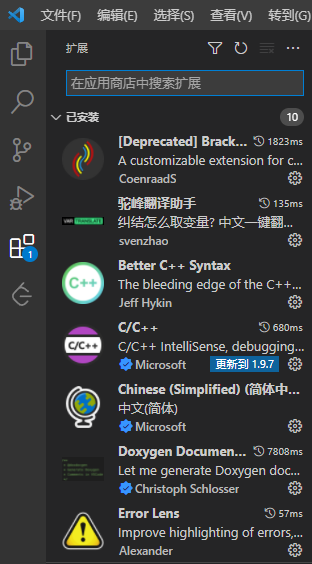 文件(F) 编辑(E) 选择(S) 查看(V) 转到(G)
扩展
在应用商店中搜索扩展
已安装 10
[Deprecated] Brack... 1823ms
A customizable extension for c...
CoenraadS
驼峰翻译助手 135ms
纠结怎么取变量? 中文一键翻...
svenzhao
VAR TRANSLATE
Better C++ Syntax
The bleeding edge of the C++...
Jeff Hykin
C++
C/C++ 680ms
C/C++ IntelliSense, debugging...
Microsoft 更新到 1.9.7
C/C++
Chinese (Simplified) (简体中...
中文(简体)
Microsoft
Doxygen Documen... 7808ms
Let me generate Doxygen doc...
Christoph Schlosser
Error Lens 57ms
Improve highlighting of errors,...
Alexander
1